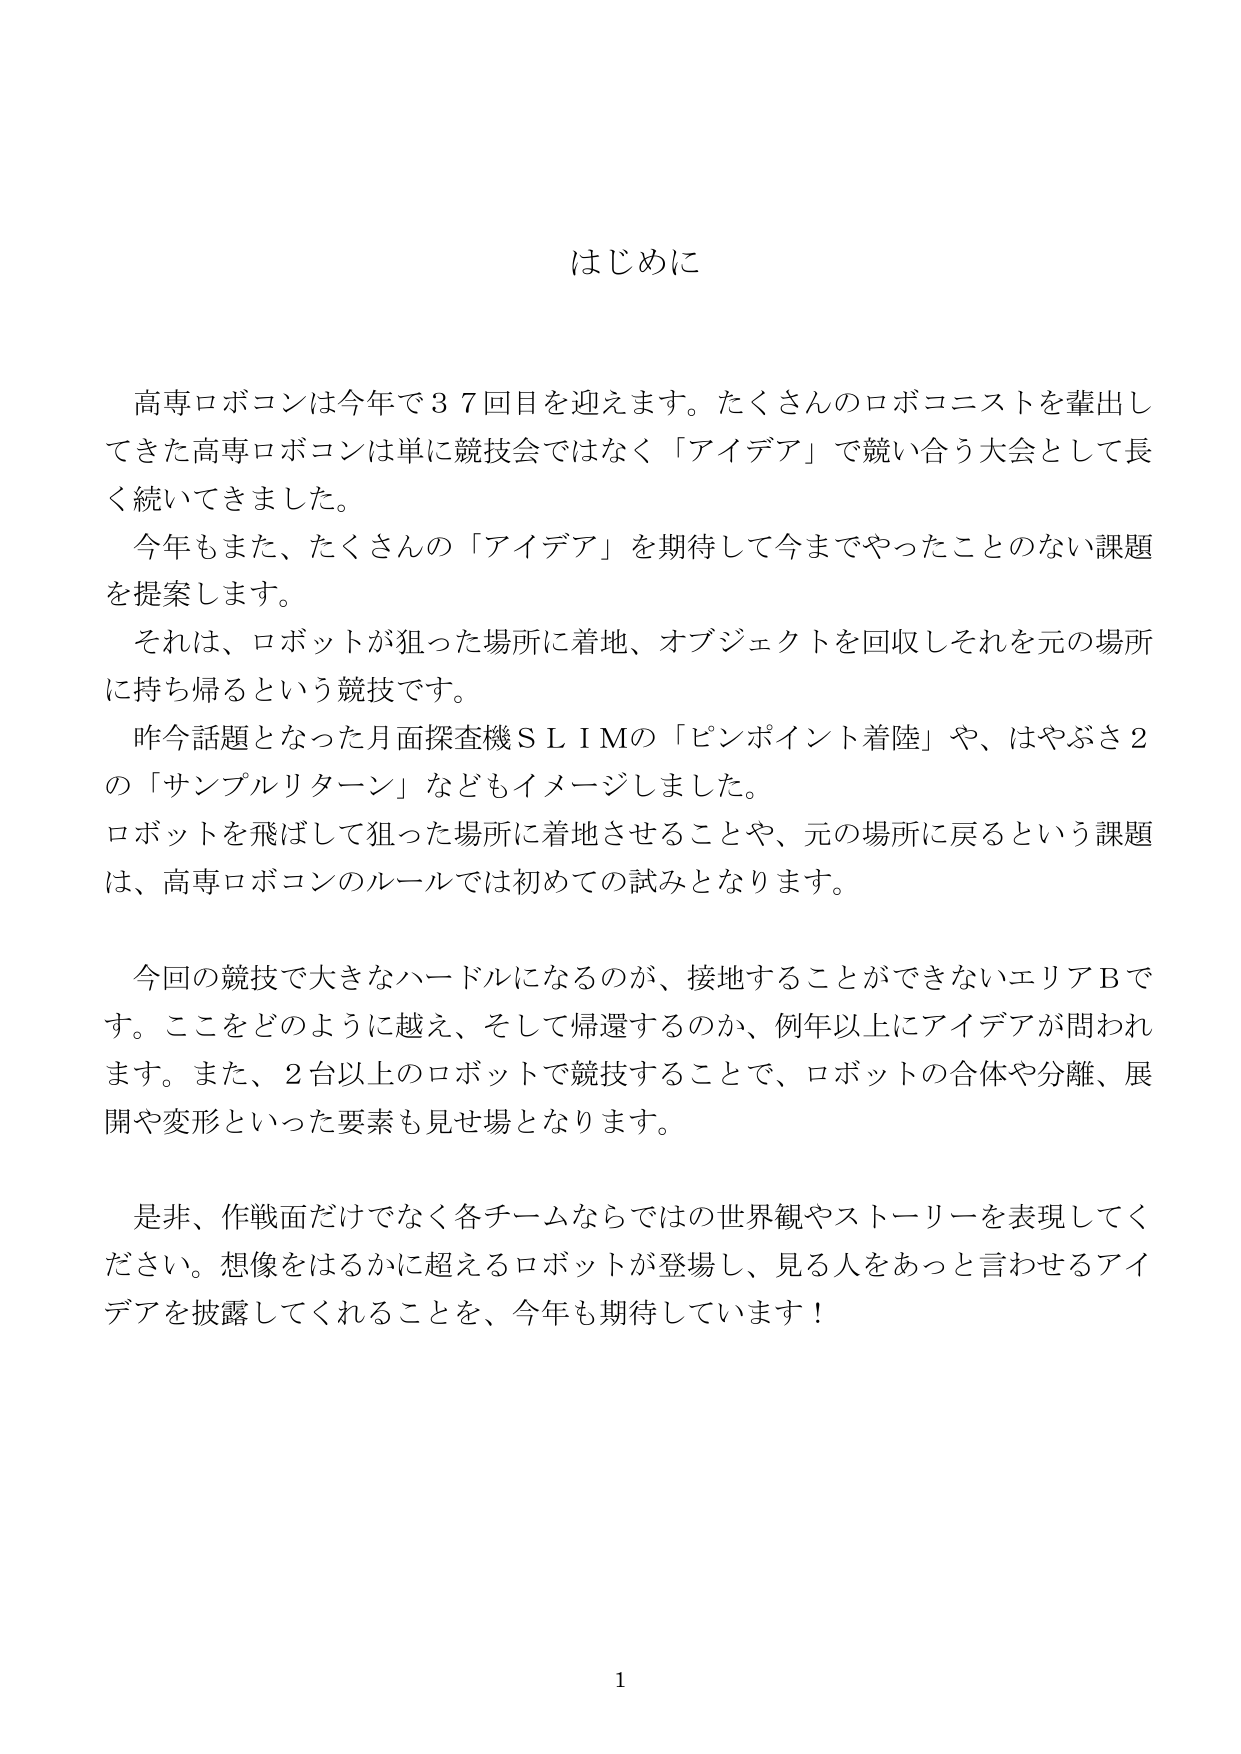 はじめに
　高専ロボコンは今年で３７回目を迎えます。たくさんのロボコニストを輩出し
てきた高専ロボコンは単に競技会ではなく「アイデア」で競い合う大会として長
く続いてきました。
　今年もまた、たくさんの「アイデア」を期待して今までやったことのない課題
を提案します。
　それは、ロボットが狙った場所に着地、オブジェクトを回収しそれを元の場所
に持ち帰るという競技です。
　昨今話題となった月面探査機ＳＬＩＭの「ピンポイント着陸」や、はやぶさ２
の「サンプルリターン」などもイメージしました。
ロボットを飛ばして狙った場所に着地させることや、元の場所に戻るという課題
は、高専ロボコンのルールでは初めての試みとなります。
　今回の競技で大きなハードルになるのが、接地することができないエリアＢで
す。ここをどのように越え、そして帰還するのか、例年以上にアイデアが問われ
ます。また、２台以上のロボットで競技することで、ロボットの合体や分離、展
開や変形といった要素も見せ場となります。
　是非、作戦面だけでなく各チームならではの世界観やストーリーを表現してく
ださい。想像をはるかに超えるロボットが登場し、見る人をあっと言わせるアイ
デアを披露してくれることを、今年も期待しています！
1